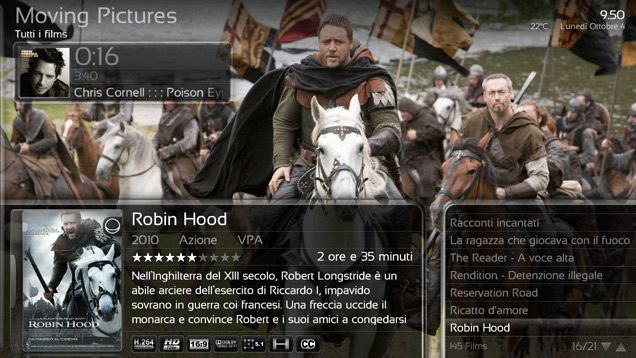 Moving Pictures
Tutti i films
9.50
22°C Lunedì Ottobre 4
0:16
3:40
Chris Cornell : : : Poison Ey
Robin Hood
2010 Azione VPA
2 ore e 35 minuti
Nell'Inghilterra del XIII secolo, Robert Longstride è un
abile arciere dell'esercito di Riccardo I, impavido
sovrano in guerra coi francesi. Una freccia uccide il
monarca e convince Robert e i suoi amici a congedarsi
ROBIN HOOD
H.264 HD 16:9 DOLBY 5.1 H CC
Racconti incantati
La ragazza che giocava con il fuoco
The Reader - A voce alta
Rendition - Detenzione illegale
Reservation Road
Ricatto d'amore
Robin Hood
145 Films 16/21